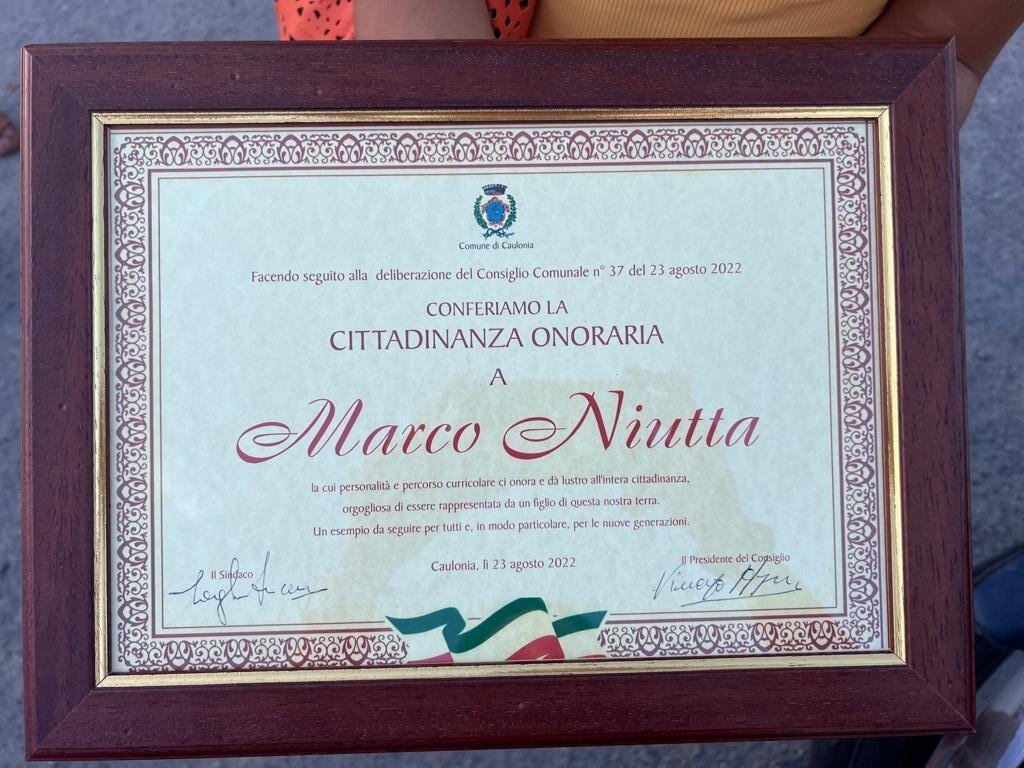 Comune di Caulonia
Facendo seguito alla deliberazione del Consiglio Comunale n° 37 del 23 agosto 2022
CONFERIAMO LA
CITTADINANZA ONORARIA
A
Marco Niutta
la cui personalità e percorso curricolare ci onora e dà lustro all'intera cittadinanza,
orgogliosa di essere rappresentata da un figlio di questa nostra terra.
Un esempio da seguire per tutti e, in modo particolare, per le nuove generazioni.
Caulonia, lì 23 agosto 2022
Il Sindaco
Il Presidente del Consiglio